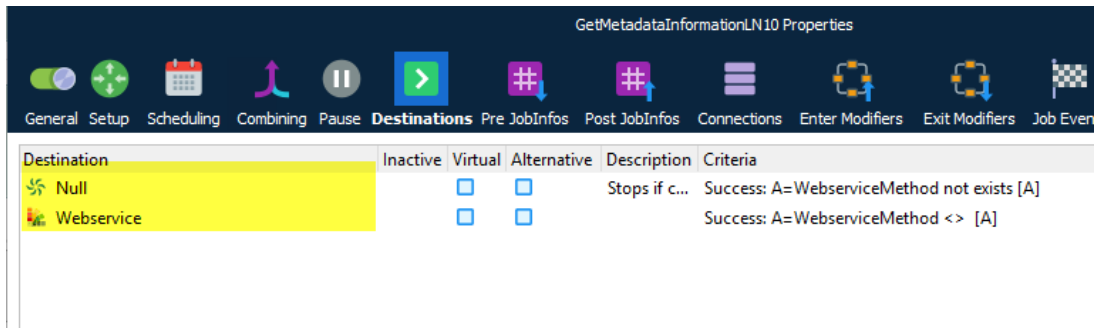 GetMetadataInformationLN10 Properties
General Setup Scheduling Combining Pause Destinations Pre JobInfos Post JobInfos Connections Enter Modifiers Exit Modifiers Job Even
Destination Inactive Virtual Alternative Description Criteria
Null Stops if c... Success: A=WebserviceMethod not exists [A]
Webservice Success: A=WebserviceMethod <> [A]